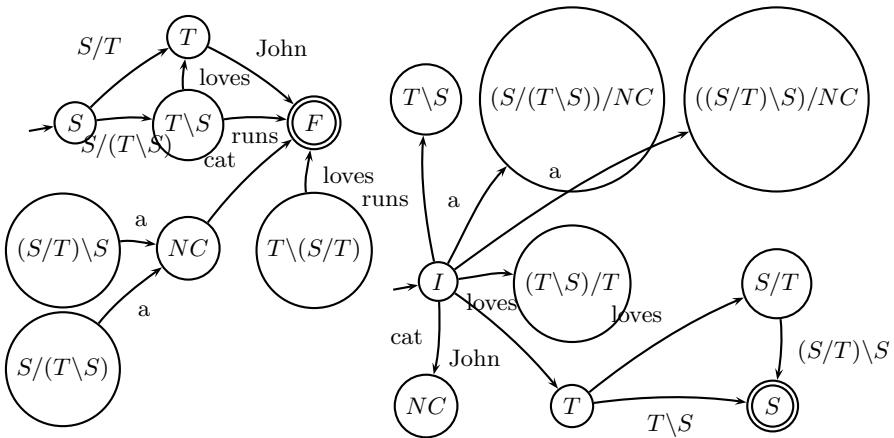 S/T
T
John
loves
S
T\S
F
S/(T\S)
runs
cat
loves
a
(S/T)\S
NC
T\(S/T)
a
S/(T\S)
T\S
(S/(T\S))/NC
((S/T)\S)/NC
runs
a
a
I
(T\S)/T
S/T
loves
loves
cat
John
(S/T)\S
NC
T
S
T\S